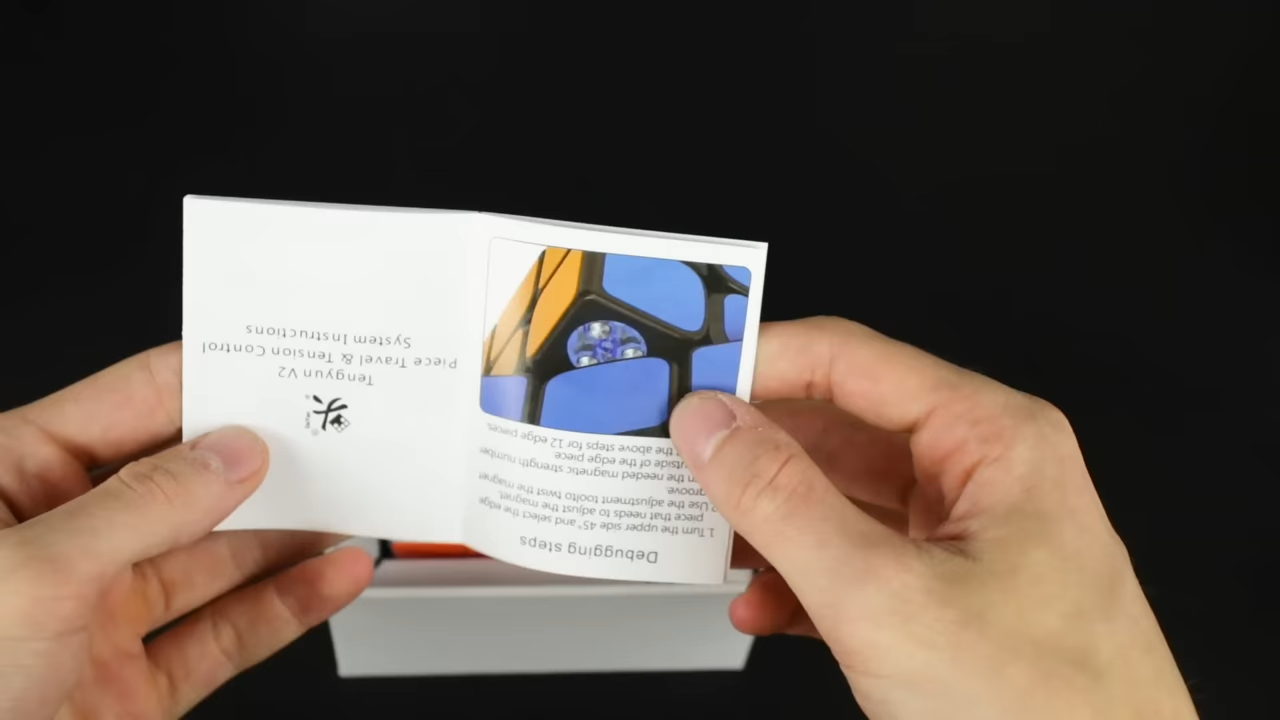 Tengyun V2
Piece Travel & Tension Control
System Instructions
Debugging steps
1.Turn the upper side 45° and select the edge
piece that needs to adjust the magnet.
2 Use adjustment toolto twist the magnet
groove.
the needed magnetic strength number
of the edge piece
the above steps for 12 edge pieces.